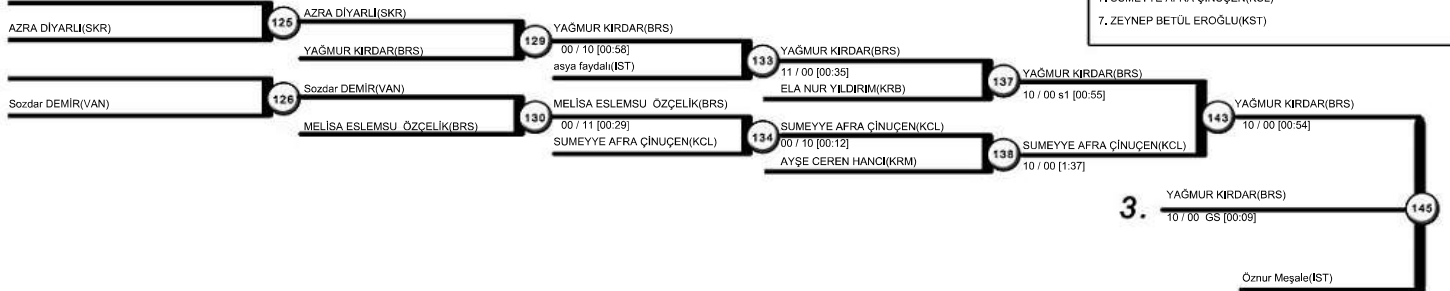 AZRA DİYARLI(SKR)
125
AZRA DİYARLI(SKR)
YAĞMUR KIRDAR(BRS)
Sozdar DEMİR(VAN)
126
Sozdar DEMİR(VAN)
MELİSA ESLEMSU ÖZÇELİK(BRS)
129
YAĞMUR KIRDAR(BRS)
00 / 10 [00:58]
asya faydalı(İST)
130
MELİSA ESLEMSU ÖZÇELİK(BRS)
00 / 11 [00:29]
SUMEYYE AFRA ÇİNUÇEN(KCL)
133
YAĞMUR KIRDAR(BRS)
11 / 00 [00:35]
ELA NUR YILDIRIM(KRB)
134
SUMEYYE AFRA ÇİNUÇEN(KCL)
00 / 10 [00:12]
AYŞE CEREN HANCI(KRM)
137
YAĞMUR KIRDAR(BRS)
10 / 00 s1 [00:55]
138
SUMEYYE AFRA ÇİNUÇEN(KCL)
10 / 00 [1:37]
143
YAĞMUR KIRDAR(BRS)
10 / 00 [00:54]
3.
YAĞMUR KIRDAR(BRS)
10 / 00 GS [00:09]
145
Öznur Meşale(İST)
7. ZEYNEP BETÜL EROĞLU(KST)